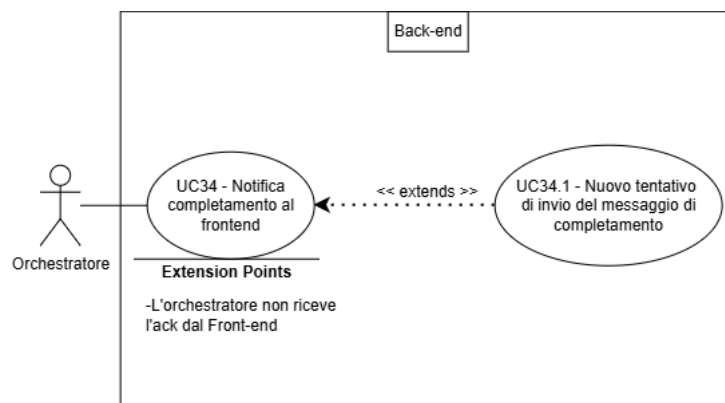 Back-end
UC34 - Notifica
completamento al
frontend
<< extends >>
UC34.1 - Nuovo tentativo
di invio del messaggio di
completamento
Orchestratore
Extension Points
-L'orchestratore non riceve
l'ack dal Front-end